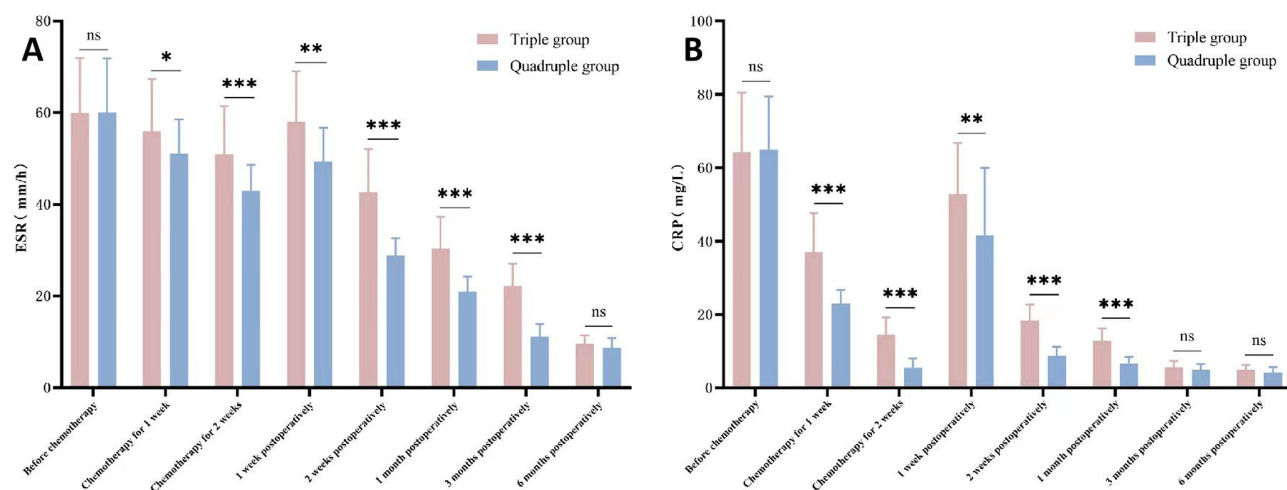 A
Triple group
Quadruple group
ESR( mm/h)
80
60
40
20
0
ns
*
***
**
***
***
***
ns
Before chemotherapy
Chemotherapy for 1 week
Chemotherapy for 2 weeks
1 week postoperatively
2 weeks postoperatively
1 month postoperatively
3 months postoperatively
6 months postoperatively
B
Triple group
Quadruple group
CRP( mg/L)
100
80
60
40
20
0
ns
***
***
**
***
***
ns
ns
Before chemotherapy
Chemotherapy for 1 week
Chemotherapy for 2 weeks
1 week postoperatively
2 weeks postoperatively
1 month postoperatively
3 months postoperatively
6 months postoperatively